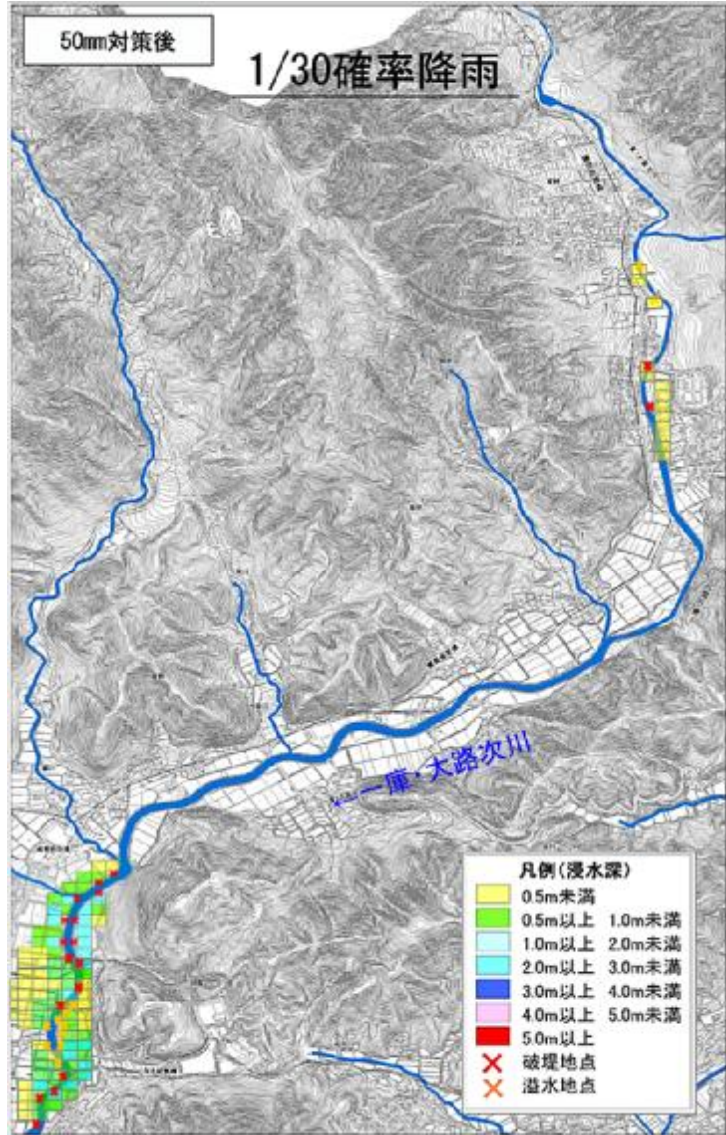 50mm対策後
1/30確率降雨
←一庫・大路次川
凡例(浸水深)
0.5m未満
0.5m以上 1.0m未満
1.0m以上 2.0m未満
2.0m以上 3.0m未満
3.0m以上 4.0m未満
4.0m以上 5.0m未満
5.0m以上
破堤地点
溢水地点